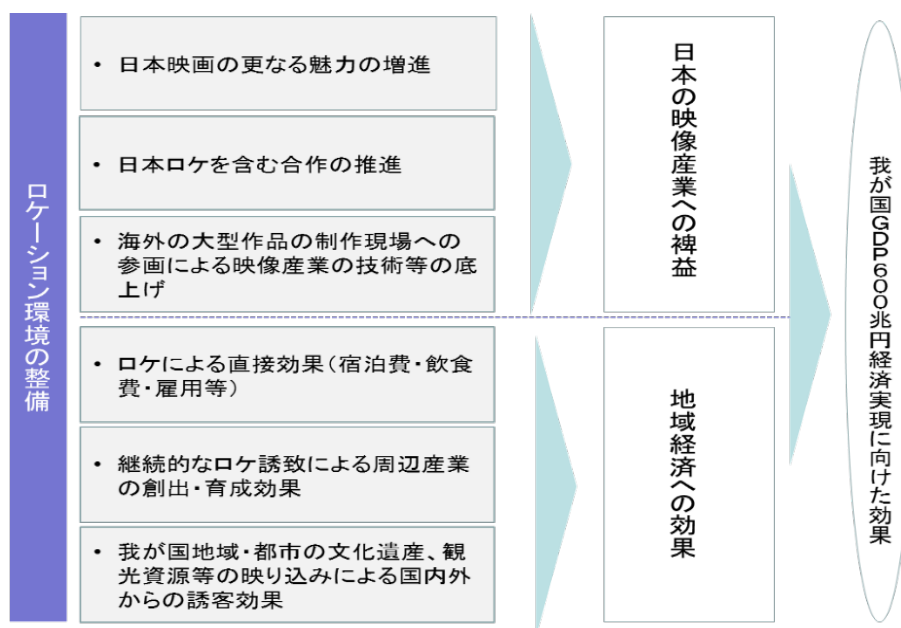 ロケーション環境の整備
・ 日本映画の更なる魅力の増進
・ 日本ロケを含む合作の推進
・ 海外の大型作品の制作現場への
参画による映像産業の技術等の底
上げ
・ ロケによる直接効果（宿泊費・飲食
費・雇用等）
・ 継続的なロケ誘致による周辺産業
の創出・育成効果
・ 我が国地域・都市の文化遺産、観
光資源等の映り込みによる国内外
からの誘客効果
日本の映像産業への裨益
地域経済への効果
我が国GDP600兆円経済実現に向けた効果